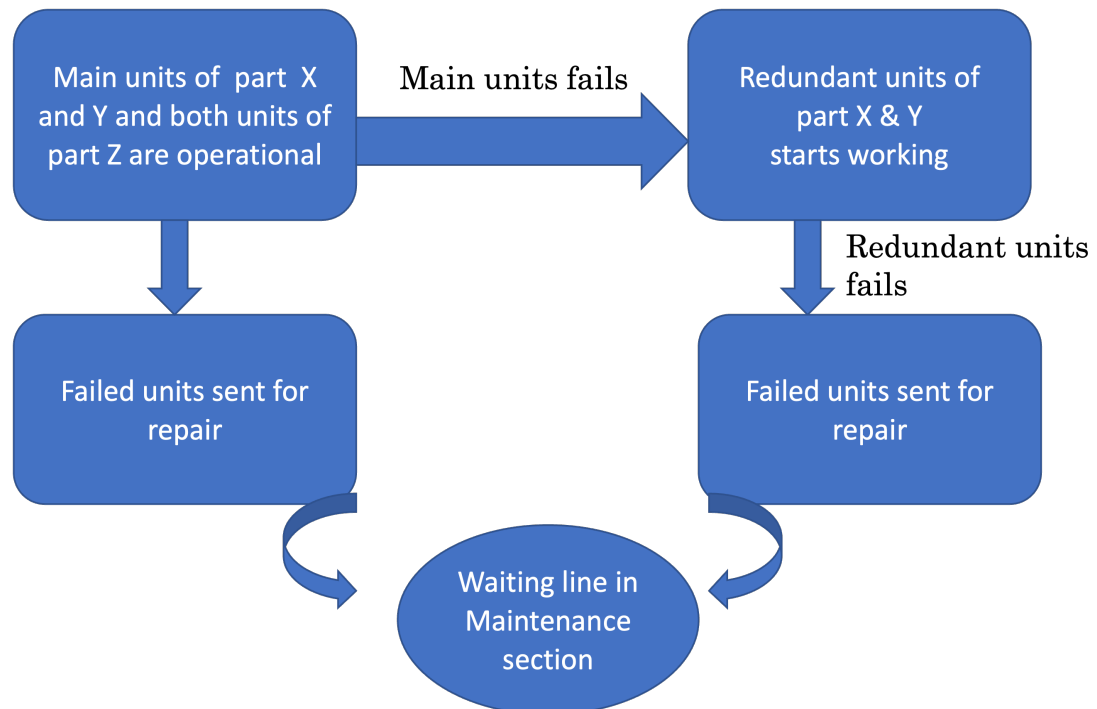 Main units of part X
and Y and both units of
part Z are operational
Main units fails
Redundant units of
part X & Y
starts working
Redundant units
fails
Failed units sent for
repair
Failed units sent for
repair
Waiting line in
Maintenance
section